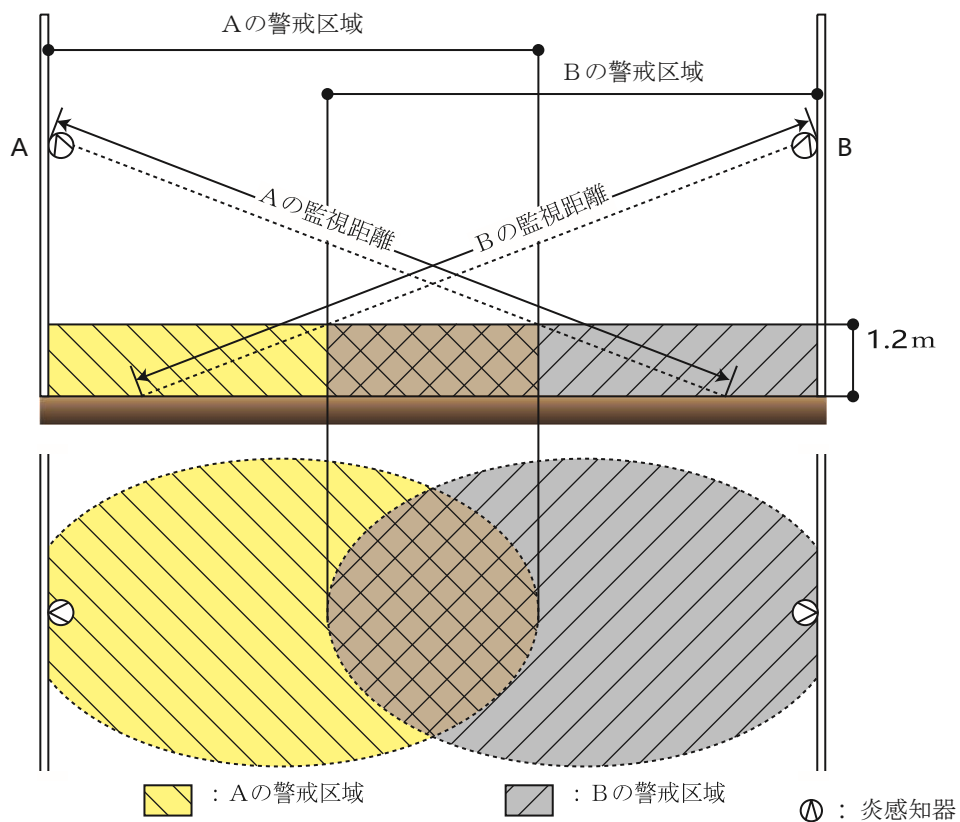 Aの警戒区域
Bの警戒区域
A
B
Aの監視距離
Bの監視距離
1.2m
：Aの警戒区域
：Bの警戒区域
：炎感知器